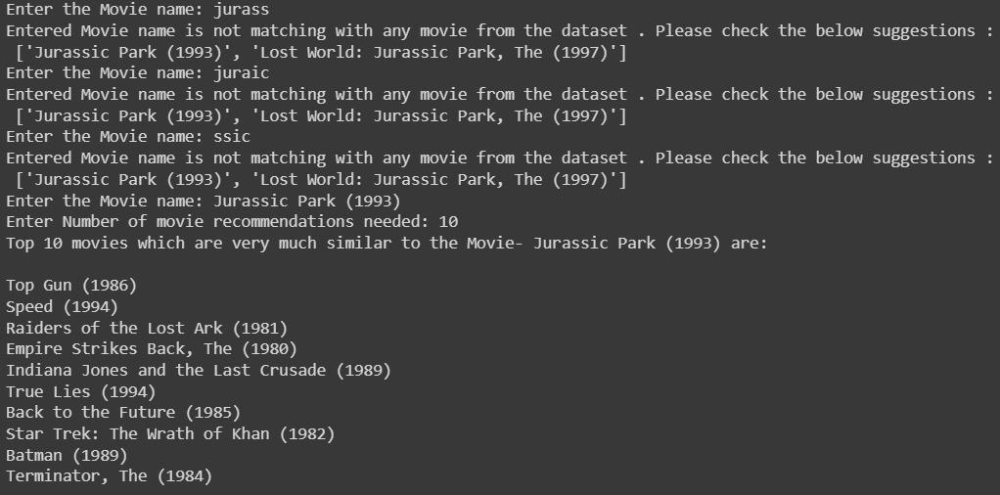 Enter the Movie name: jurass
Entered Movie name is not matching with any movie from the dataset . Please check the below suggestions :
['Jurassic Park (1993)', 'Lost World: Jurassic Park, The (1997)']
Enter the Movie name: juraic
Entered Movie name is not matching with any movie from the dataset . Please check the below suggestions :
['Jurassic Park (1993)', 'Lost World: Jurassic Park, The (1997)']
Enter the Movie name: ssic
Entered Movie name is not matching with any movie from the dataset . Please check the below suggestions :
['Jurassic Park (1993)', 'Lost World: Jurassic Park, The (1997)']
Enter the Movie name: Jurassic Park (1993)
Enter Number of movie recommendations needed: 10
Top 10 movies which are very much similar to the Movie- Jurassic Park (1993) are:
Top Gun (1986)
Speed (1994)
Raiders of the Lost Ark (1981)
Empire Strikes Back, The (1980)
Indiana Jones and the Last Crusade (1989)
True Lies (1994)
Back to the Future (1985)
Star Trek: The Wrath of Khan (1982)
Batman (1989)
Terminator, The (1984)